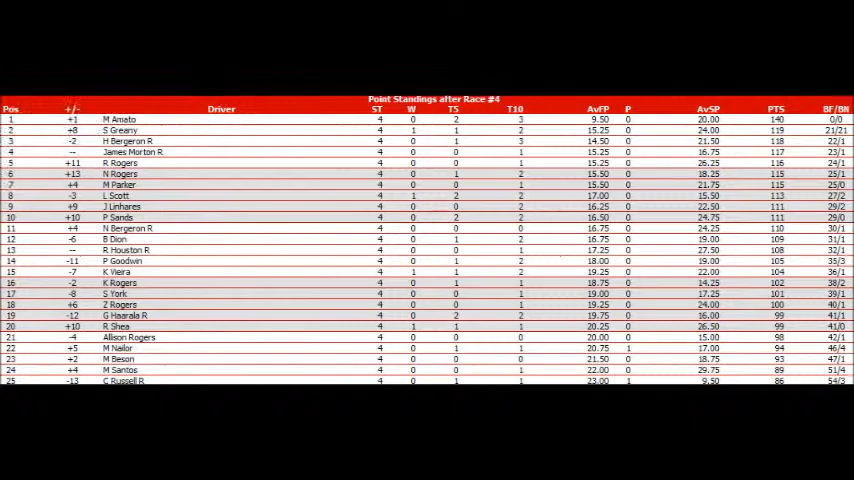 Point Standings after Race #4
Pos +/- Driver ST W T5 T10 AvFP P AvSP PTS BF/BN
1 +1 M Amato 4 0 2 3 9.50 0 20.00 140 0/0
2 +8 S Greany 4 1 1 2 15.25 0 24.00 119 21/21
3 -2 H Bergeron R 4 0 1 3 14.50 0 21.50 118 22/1
4 -- James Morton R 4 0 0 1 15.25 0 16.75 117 23/1
5 +11 R Rogers 4 0 0 1 15.25 0 26.25 116 24/1
6 +13 N Rogers 4 0 1 2 15.50 0 18.25 115 25/1
7 +4 M Parker 4 0 0 1 15.50 0 21.75 115 25/0
8 -3 L Scott 4 1 2 2 17.00 0 15.50 113 27/2
9 +9 J Linhares 4 0 0 2 16.25 0 22.50 111 29/2
10 +10 P Sands 4 0 2 2 16.50 0 24.75 111 29/0
11 +4 N Bergeron R 4 0 0 0 16.75 0 24.25 110 30/1
12 -6 B Dion 4 0 1 2 16.75 0 19.00 109 31/1
13 -- R Houston R 4 0 0 1 17.25 0 27.50 108 32/1
14 -11 P Goodwin 4 0 1 2 18.00 0 19.00 105 35/3
15 -7 K Vieira 4 1 1 2 19.25 0 22.00 104 36/1
16 -2 K Rogers 4 0 1 1 18.75 0 14.25 102 38/2
17 -8 S York 4 0 0 1 19.00 0 17.25 101 39/1
18 +6 Z Rogers 4 0 0 1 19.25 0 24.00 100 40/1
19 -12 G Haarala R 4 0 2 2 19.75 0 16.00 99 41/1
20 +10 R Shea 4 1 1 1 20.25 0 26.50 99 41/0
21 -4 Allison Rogers 4 0 0 0 20.00 0 15.00 98 42/1
22 +5 M Nailor 4 0 1 1 20.75 1 17.00 94 46/4
23 +2 M Beson 4 0 0 0 21.50 0 18.75 93 47/1
24 +4 M Santos 4 0 0 1 22.00 0 29.75 89 51/4
25 -13 C Russell R 4 0 1 1 23.00 1 9.50 86 54/3